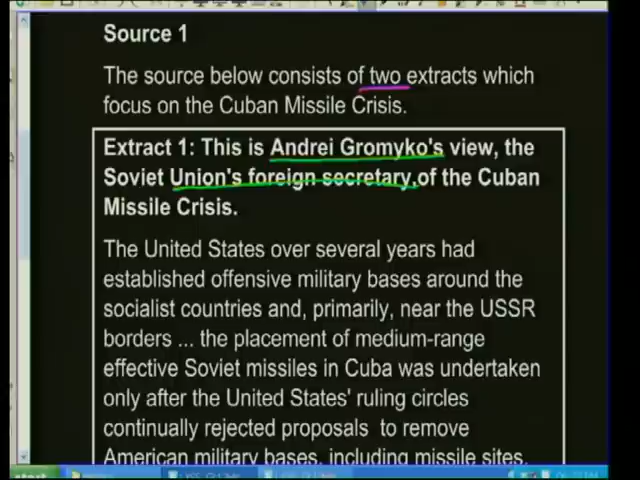 Source 1
The source below consists of two extracts which
focus on the Cuban Missile Crisis.
Extract 1: This is Andrei Gromyko's view, the
Soviet Union's foreign secretary, of the Cuban
Missile Crisis.
The United States over several years had
established offensive military bases around the
socialist countries and, primarily, near the USSR
borders ... the placement of medium-range
effective Soviet missiles in Cuba was undertaken
only after the United States' ruling circles
continually rejected proposals to remove
American military bases, including missile sites,
start